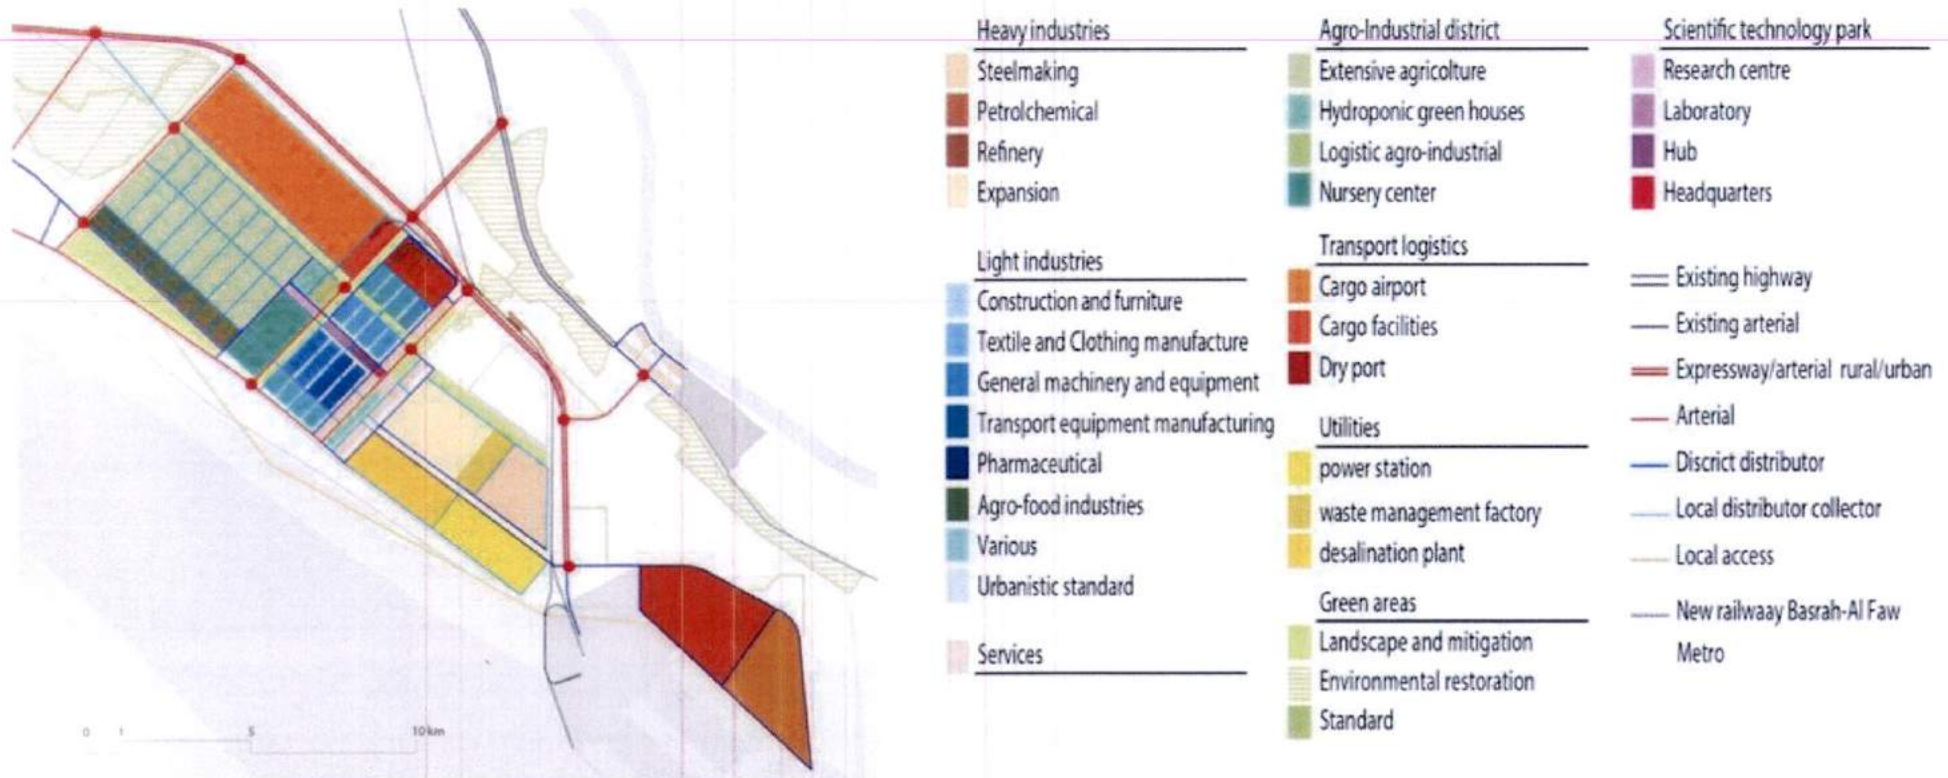 Heavy industries
Steelmaking
Petrolchemical
Refinery
Expansion
Light industries
Construction and furniture
Textile and Clothing manufacture
General machinery and equipment
Transport equipment manufacturing
Pharmaceutical
Agro-food industries
Various
Urbanistic standard
Services
Agro-Industrial district
Extensive agricolture
Hydroponic green houses
Logistic agro-industrial
Nursery center
Transport logistics
Cargo airport
Cargo facilities
Dry port
Utilities
power station
waste management factory
desalination plant
Green areas
Landscape and mitigation
Environmental restoration
Standard
Scientific technology park
Research centre
Laboratory
Hub
Headquarters
Existing highway
Existing arterial
Expressway/arterial rural/urban
Arterial
Discrict distributor
Local distributor collector
Local access
New railwaay Basrah-Al Faw
Metro
0 1 5 10 km